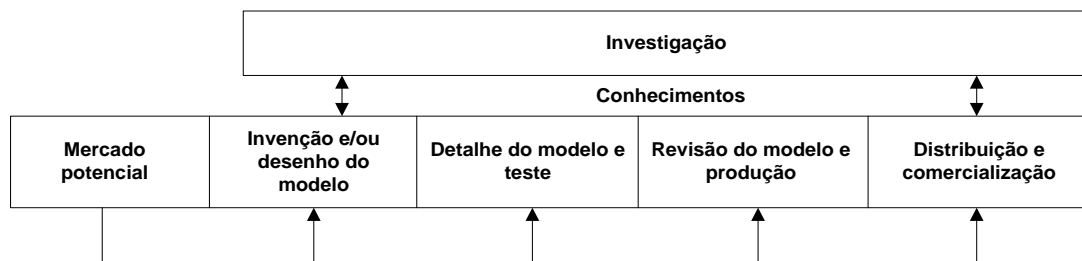 Investigação
Conhecimentos
Mercado
potencial
Invenção e/ou
desenho do
modelo
Detalhe do modelo e
teste
Revisão do modelo e
produção
Distribuição e
comercialização